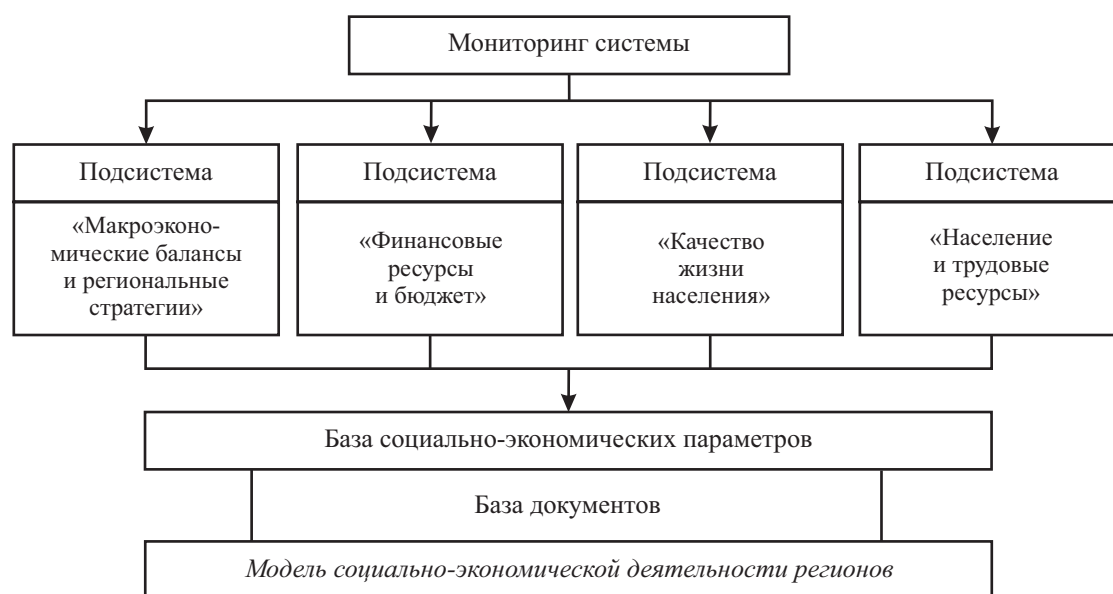 Мониторинг системы
Подсистема
«Макроэконо-
мические балансы
и региональные
стратегии»
Подсистема
«Финансовые
ресурсы
и бюджет»
Подсистема
«Качество
жизни
населения»
Подсистема
«Население
и трудовые
ресурсы»
База социально-экономических параметров
База документов
Модель социально-экономической деятельности регионов